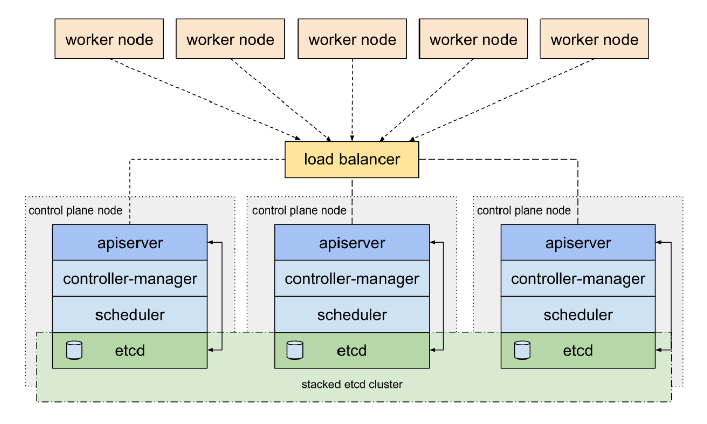 worker node
worker node
worker node
worker node
worker node
load balancer
control plane node
control plane node
control plane node
apiserver
apiserver
apiserver
controller-manager
controller-manager
controller-manager
scheduler
scheduler
scheduler
etcd
etcd
etcd
stacked etcd cluster